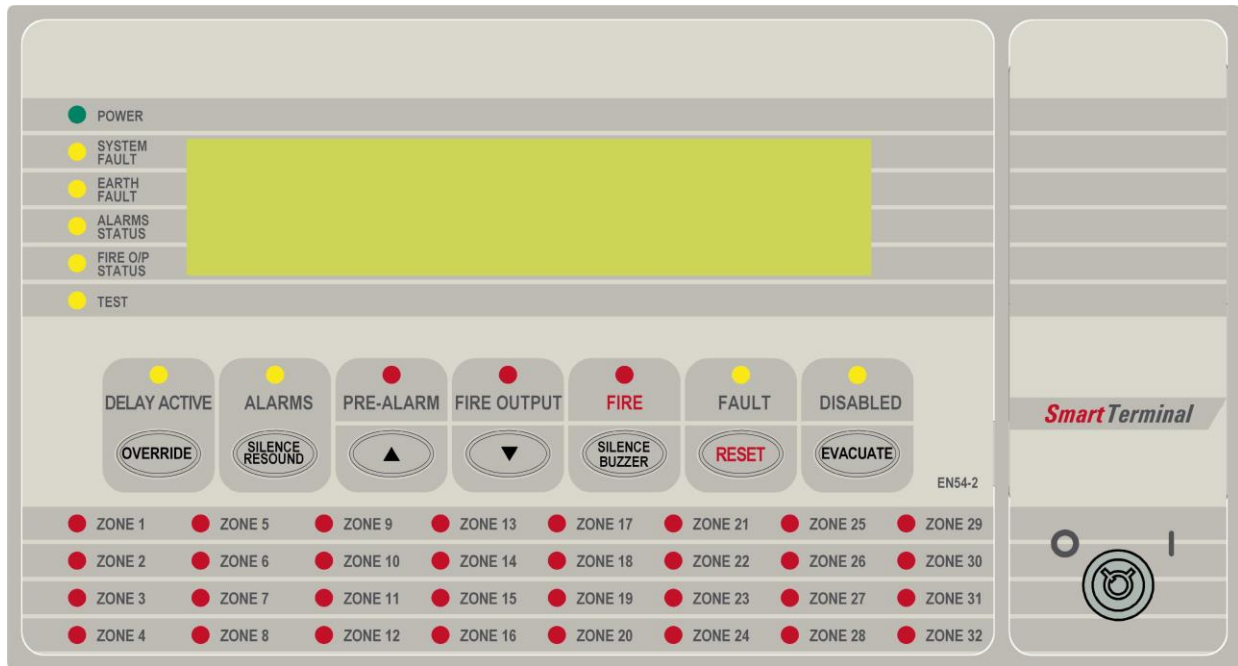 POWER
SYSTEM
FAULT
EARTH
FAULT
ALARMS
STATUS
FIRE O/P
STATUS
TEST
DELAY ACTIVE ALARMS PRE-ALARM FIRE OUTPUT FIRE FAULT DISABLED
OVERRIDE
SILENCE
RESOUND
▲
▼
SILENCE
BUZZER
RESET
EVACUATE
EN54-2
SmartTerminal
ZONE 1 ZONE 5 ZONE 9 ZONE 13 ZONE 17 ZONE 21 ZONE 25 ZONE 29
ZONE 2 ZONE 6 ZONE 10 ZONE 14 ZONE 18 ZONE 22 ZONE 26 ZONE 30
ZONE 3 ZONE 7 ZONE 11 ZONE 15 ZONE 19 ZONE 23 ZONE 27 ZONE 31
ZONE 4 ZONE 8 ZONE 12 ZONE 16 ZONE 20 ZONE 24 ZONE 28 ZONE 32
O I